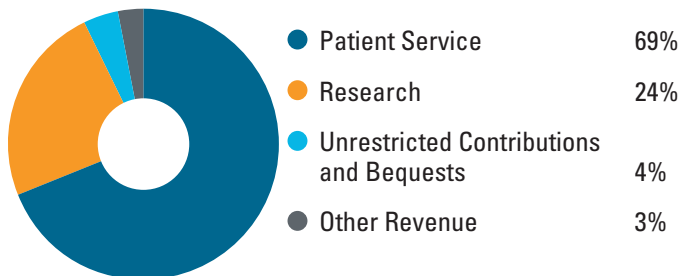 Patient Service 69%
Research 24%
Unrestricted Contributions
and Bequests 4%
Other Revenue 3%